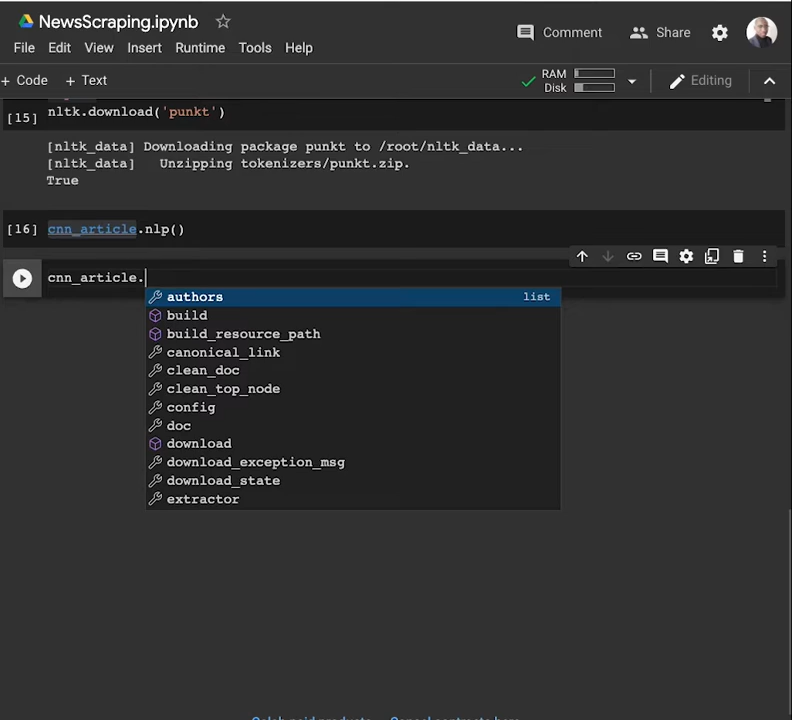 NewsScraping.ipynb
Comment
Share
File Edit View Insert Runtime Tools Help
+ Code + Text
RAM
Disk
Editing
[15] nltk.download('punkt')
[nltk_data] Downloading package punkt to /root/nltk_data...
[nltk_data]   Unzipping tokenizers/punkt.zip.
True
[16] cnn_article.nlp()
cnn_article.
authors list
build
build_resource_path
canonical_link
clean_doc
clean_top_node
config
doc
download
download_exception_msg
download_state
extractor